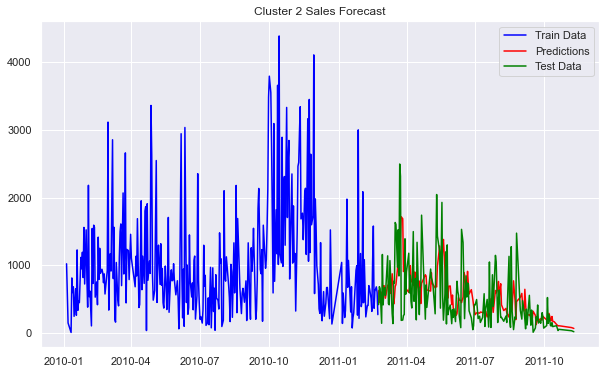 Cluster 2 Sales Forecast
Train Data
Predictions
Test Data
4000
3000
2000
1000
0
2010-01 2010-04 2010-07 2010-10 2011-01 2011-04 2011-07 2011-10